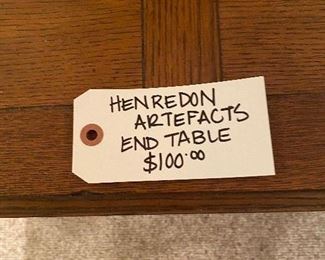 HENREDON
ARTEFACTS
END TABLE
$100.00